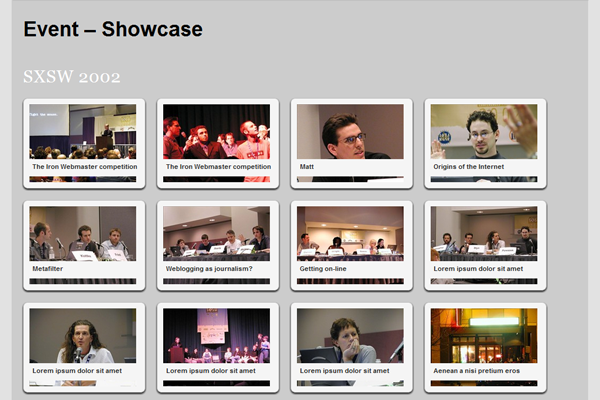 Event – Showcase
SXSW 2002
The Iron Webmaster competition
The Iron Webmaster competition
Matt
Origins of the Internet
Metafilter
Weblogging as journalism?
Getting on-line
Lorem ipsum dolor sit amet
Lorem ipsum dolor sit amet
Lorem ipsum dolor sit amet
Lorem ipsum dolor sit amet
Aenean a nisi pretium eros